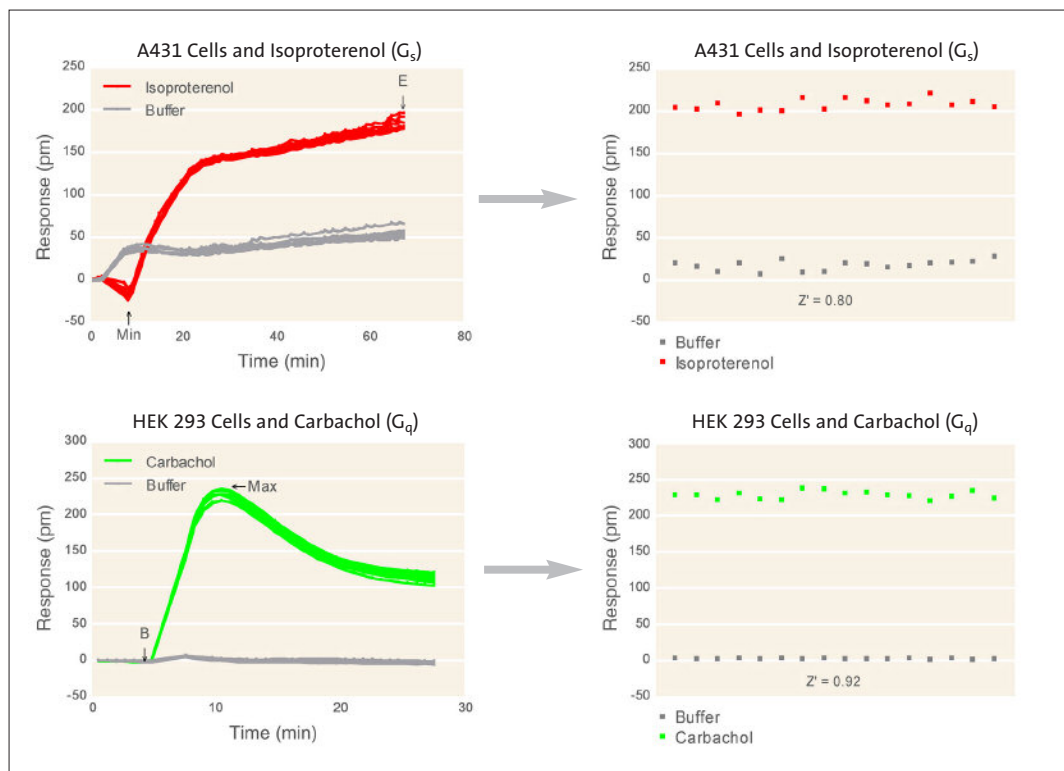 A431 Cells and Isoproterenol (Gs)
250
200
150
100
50
0
-50
Response (pm)
Isoproterenol
Buffer
E
Min
0
20
40
60
80
Time (min)
A431 Cells and Isoproterenol (Gs)
250
200
150
100
50
0
-50
Response (pm)
Z' = 0.80
Buffer
Isoproterenol
HEK 293 Cells and Carbachol (Gq)
300
250
200
150
100
50
0
-50
Response (pm)
Carbachol
Buffer
Max
B
0
10
20
30
Time (min)
HEK 293 Cells and Carbachol (Gq)
300
250
200
150
100
50
0
-50
Response (pm)
Z' = 0.92
Buffer
Carbachol